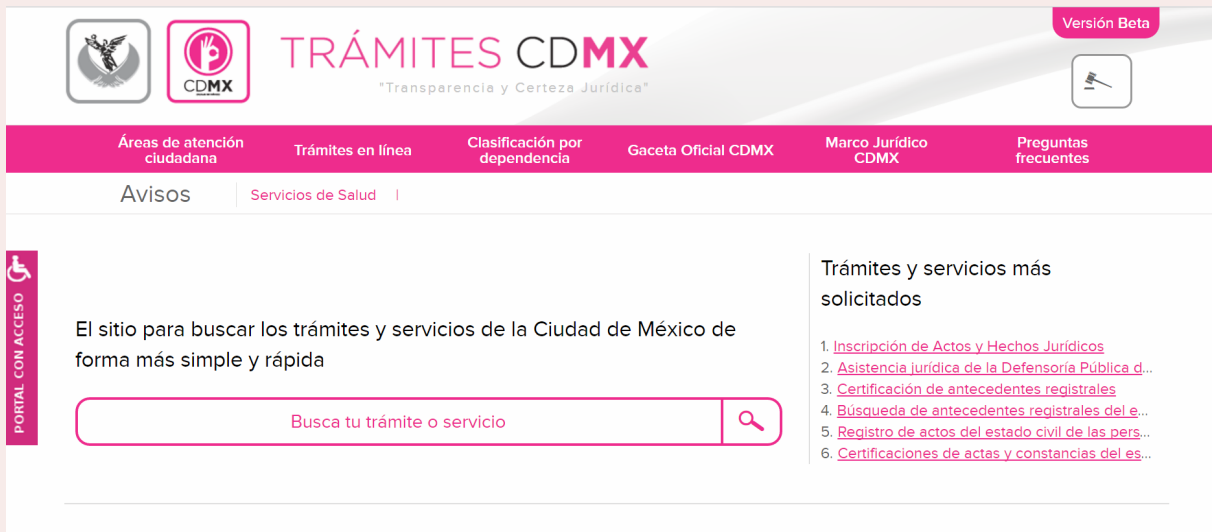 Versión Beta
CDMX
TRÁMITES CDMX
"Transparencia y Certeza Jurídica"
Áreas de atención
ciudadana
Trámites en línea
Clasificación por
dependencia
Gaceta Oficial CDMX
Marco Jurídico
CDMX
Preguntas
frecuentes
Avisos
Servicios de Salud |
PORTAL CON ACCESO
El sitio para buscar los trámites y servicios de la Ciudad de México de
forma más simple y rápida
Busca tu trámite o servicio
Trámites y servicios más
solicitados
1. Inscripción de Actos y Hechos Jurídicos
2. Asistencia jurídica de la Defensoría Pública d...
3. Certificación de antecedentes registrales
4. Búsqueda de antecedentes registrales del e...
5. Registro de actos del estado civil de las pers...
6. Certificaciones de actas y constancias del es...